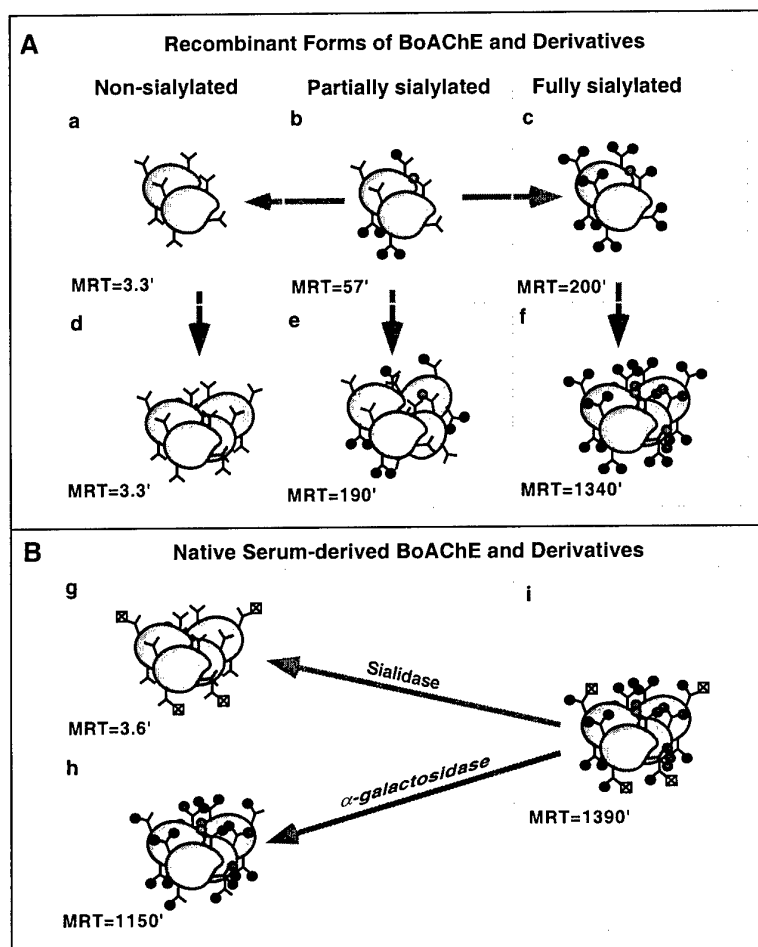 A
Recombinant Forms of BoAChE and Derivatives
Non-sialylated
Partially sialylated
Fully sialylated
a
b
c
MRT=3.3'
MRT=57'
MRT=200'
d
e
f
MRT=3.3'
MRT=190'
MRT=1340'
B
Native Serum-derived BoAChE and Derivatives
g
i
Sialidase
MRT=3.6'
h
α-galactosidase
MRT=1390'
MRT=1150'